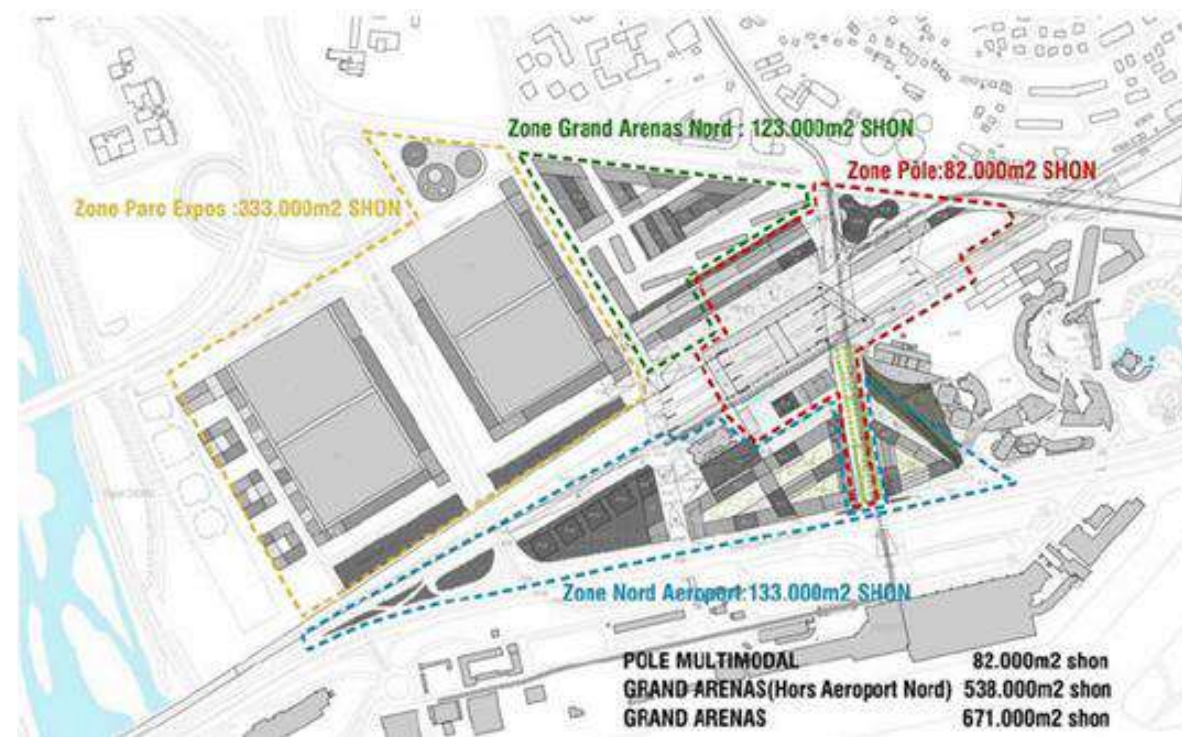 Zone Grand Arenas Nord : 123.000m2 SHON
Zone Pôle:82.000m2 SHON
Zone Parc Expos :333.000m2 SHON
Zone Nord Aeroport:133.000m2 SHON
POLE MULTIMODAL 82.000m2 shon
GRAND ARENAS(Hors Aeroport Nord) 538.000m2 shon
GRAND ARENAS 671.000m2 shon